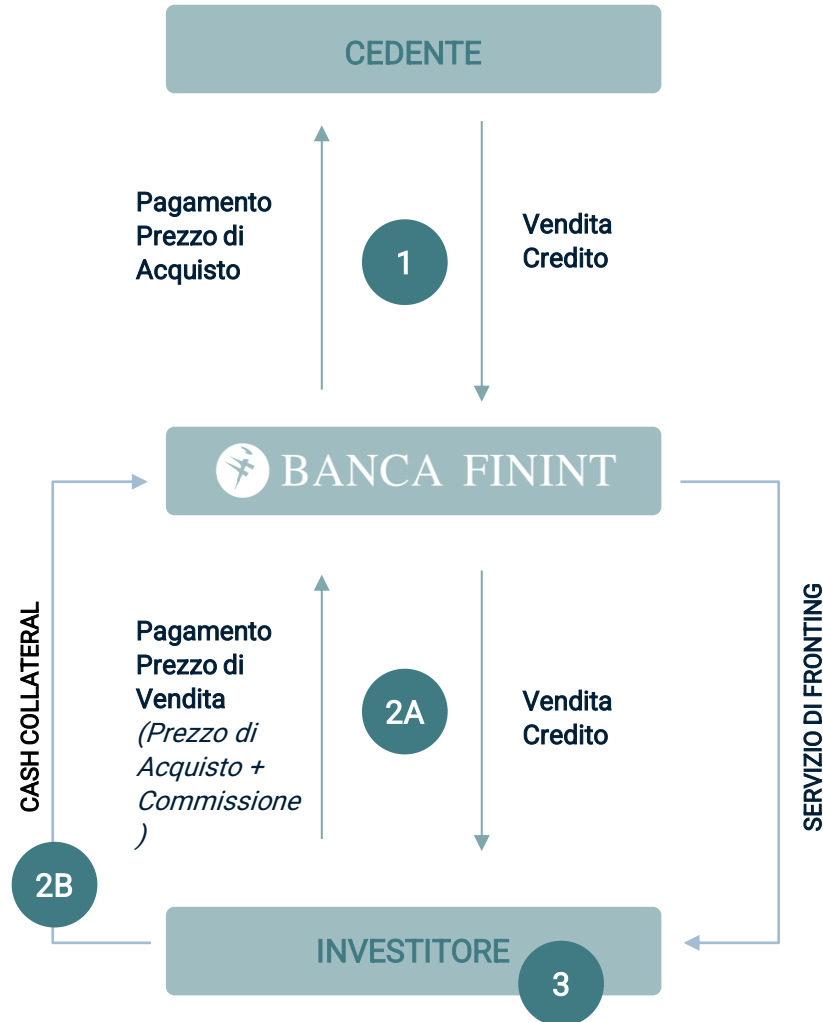 CEDENTE
Pagamento
Prezzo di
Acquisto
1
Vendita
Credito
BANCA FININT
CASH COLLATERAL
Pagamento
Prezzo di
Vendita
(Prezzo di
Acquisto +
Commissione
)
2A
Vendita
Credito
SERVIZIO DI FRONTING
2B
INVESTITORE
3